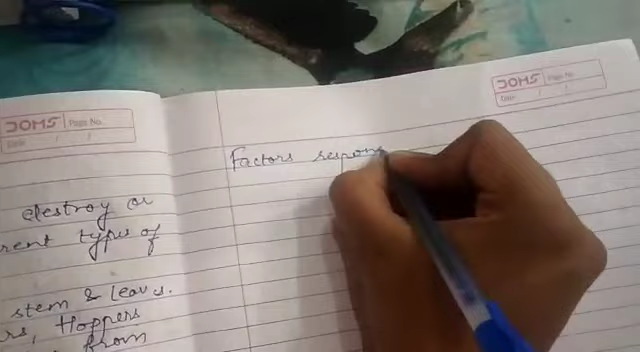 DOMS Page No.
Date / /
destroy or
rent types of
stem & leaves.
rs, Hoppers
from
DOMS Page No.
Date / /
Factors respons